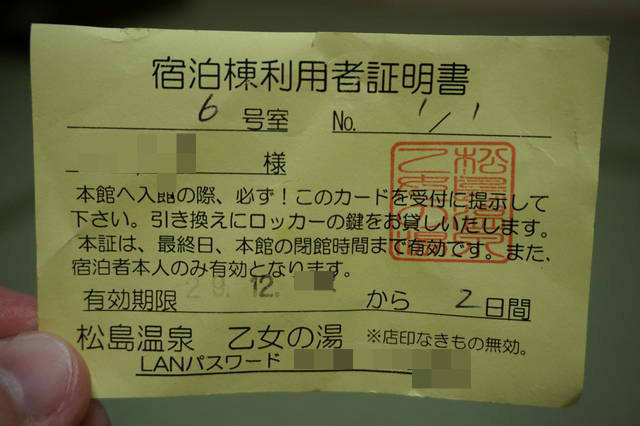 宿泊棟利用者証明書
6 号室 No. 1/1
様
本館へ入館の際、必ず！このカードを受付に提示して
下さい。引き換えにロッカーの鍵をお貸しいたします。
本証は、最終日、本館の閉館時間まで有効です。また、
宿泊者本人のみ有効となります。
有効期限 29.12. から 2日間
松島温泉 乙女の湯 ※店印なきもの無効。
LANパスワード
松島温泉
乙女の湯